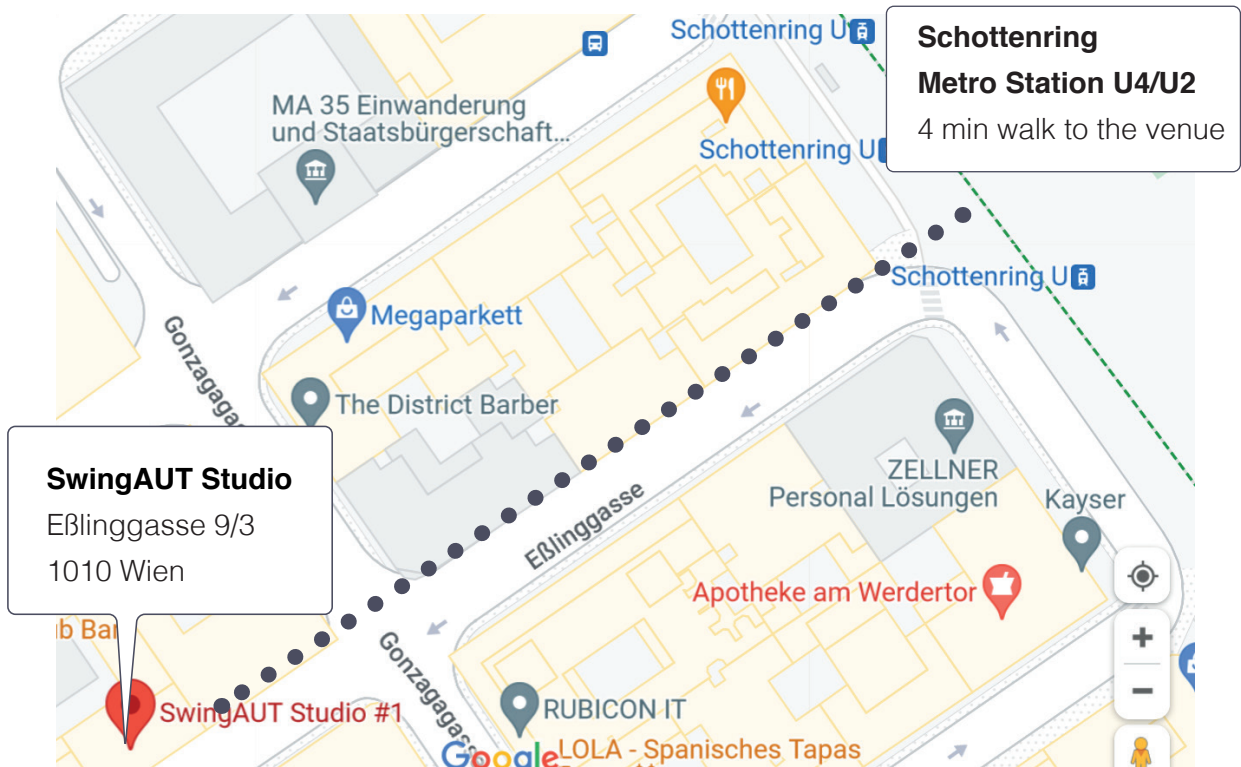 Schottenring U
Schottenring
Metro Station U4/U2
4 min walk to the venue
MA 35 Einwanderung
und Staatsbürgerschaft...
Schottenring U
Schottenring U
Megaparkett
The District Barber
SwingAUT Studio
Eßlinggasse 9/3
1010 Wien
ZELLNER
Personal Lösungen
Kayser
Eßlinggasse
Apotheke am Werdertor
SwingAUT Studio #1
RUBICON IT
Google
LOLA - Spanisches Tapas